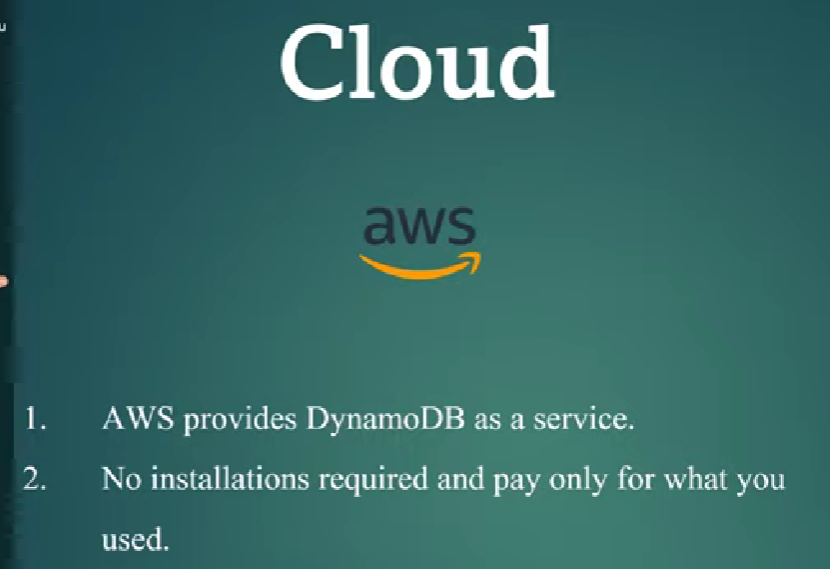 Cloud
aws
1. AWS provides DynamoDB as a service.
2. No installations required and pay only for what you
used.